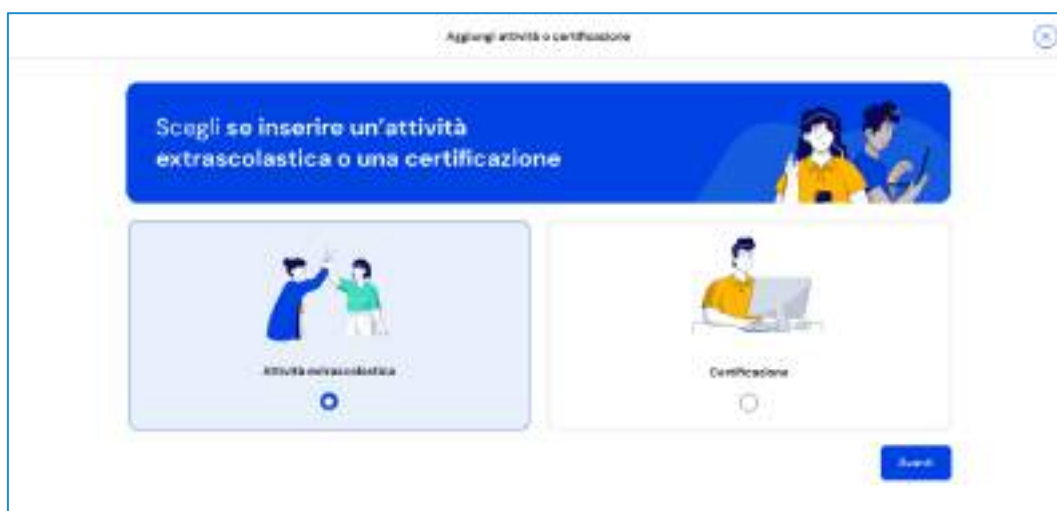 Aggiungi attività o certificazione
Scegli se inserire un'attività
extrascolastica o una certificazione
Attività extrascolastica
Certificazione
Avanti